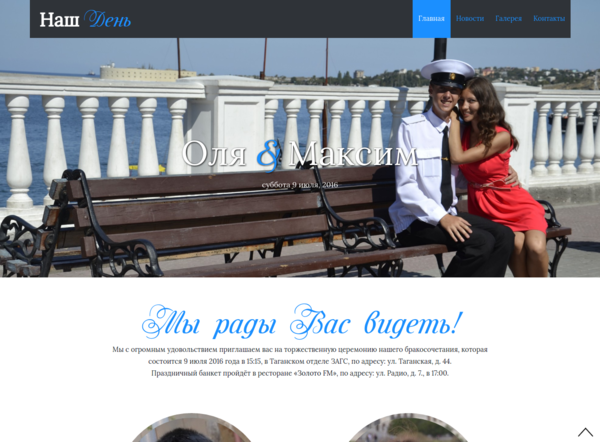 Наш День
Главная Новости Галерея Контакты
Оля & Максим
суббота 9 июля, 2016
Мы рады Вас видеть!
Мы с огромным удовольствием приглашаем вас на торжественную церемонию нашего бракосочетания, которая
состоится 9 июля 2016 года в 15:15, в Таганском отделе ЗАГС, по адресу: ул. Таганская, д. 44.
Праздничный банкет пройдёт в ресторане «Золото FM», по адресу: ул. Радио, д. 7., в 17:00.